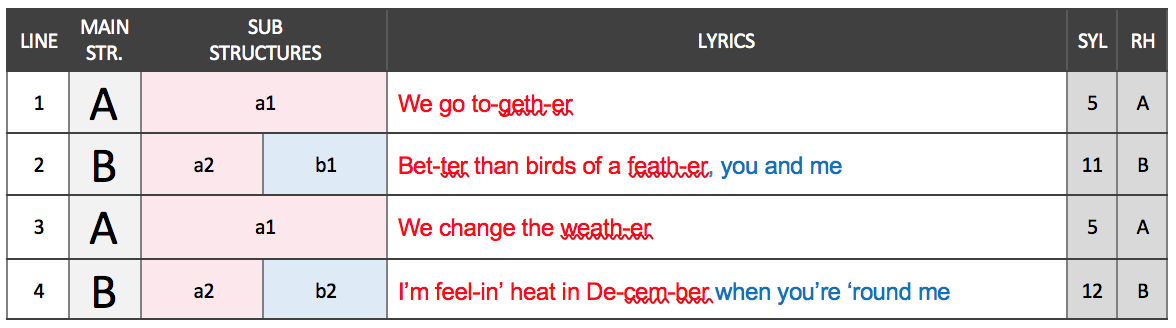 LINE MAIN STR. SUB STRUCTURES LYRICS SYL RH
1 A a1 We go to-geth-er 5 A
2 B a2 b1 Bet-ter than birds of a feath-er, you and me 11 B
3 A a1 We change the weath-er 5 A
4 B a2 b2 I’m feel-in’ heat in De-cem-ber when you’re ‘round me 12 B